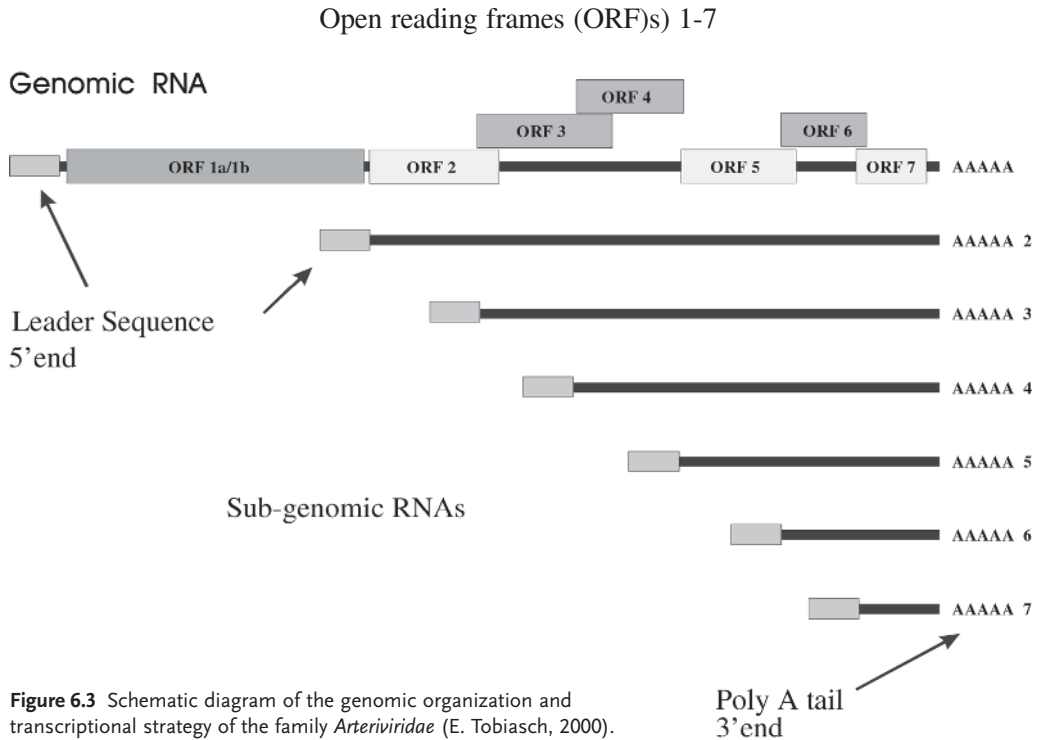 Open reading frames (ORF)s) 1-7
Genomic RNA
ORF 4
ORF 3
ORF 6
ORF 1a/1b
ORF 2
ORF 5
ORF 7
AAAAA
AAAAA 2
Leader Sequence
5'end
AAAAA 3
AAAAA 4
AAAAA 5
Sub-genomic RNAs
AAAAA 6
AAAAA 7
Poly A tail
3'end
Figure 6.3 Schematic diagram of the genomic organization and
transcriptional strategy of the family Arteriviridae (E. Tobiasch, 2000).